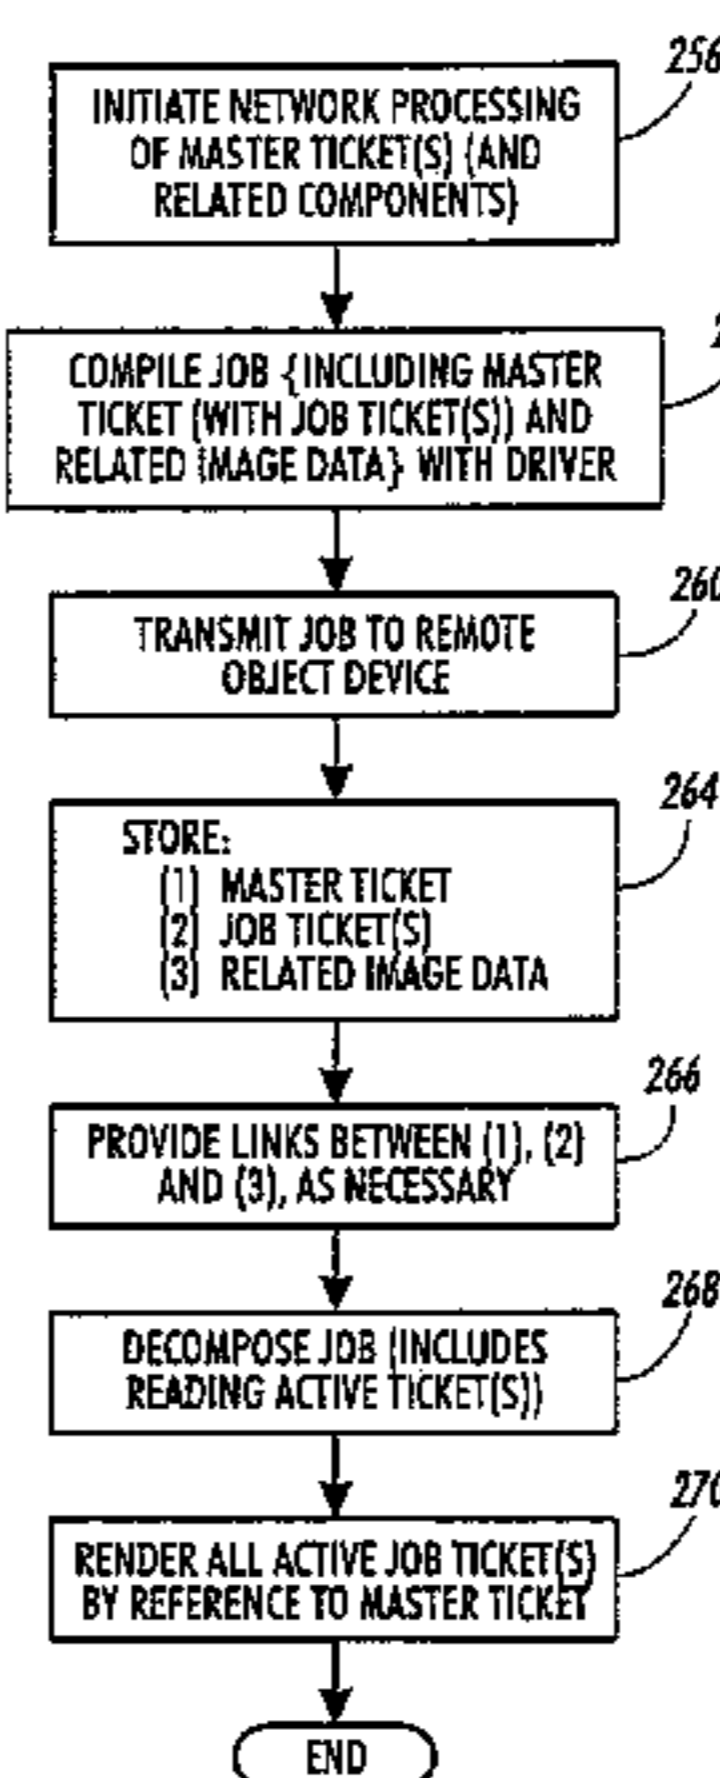 256
INITIATE NETWORK PROCESSING
OF MASTER TICKET(S) (AND
RELATED COMPONENTS)
COMPILE JOB {INCLUDING MASTER
TICKET (WITH JOB TICKET(S)) AND
RELATED IMAGE DATA} WITH DRIVER
260
TRANSMIT JOB TO REMOTE
OBJECT DEVICE
264
STORE:
(1) MASTER TICKET
(2) JOB TICKET(S)
(3) RELATED IMAGE DATA
266
PROVIDE LINKS BETWEEN (1), (2)
AND (3), AS NECESSARY
268
DECOMPOSE JOB (INCLUDES
READING ACTIVE TICKET(S))
270
RENDER ALL ACTIVE JOB TICKET(S)
BY REFERENCE TO MASTER TICKET
END